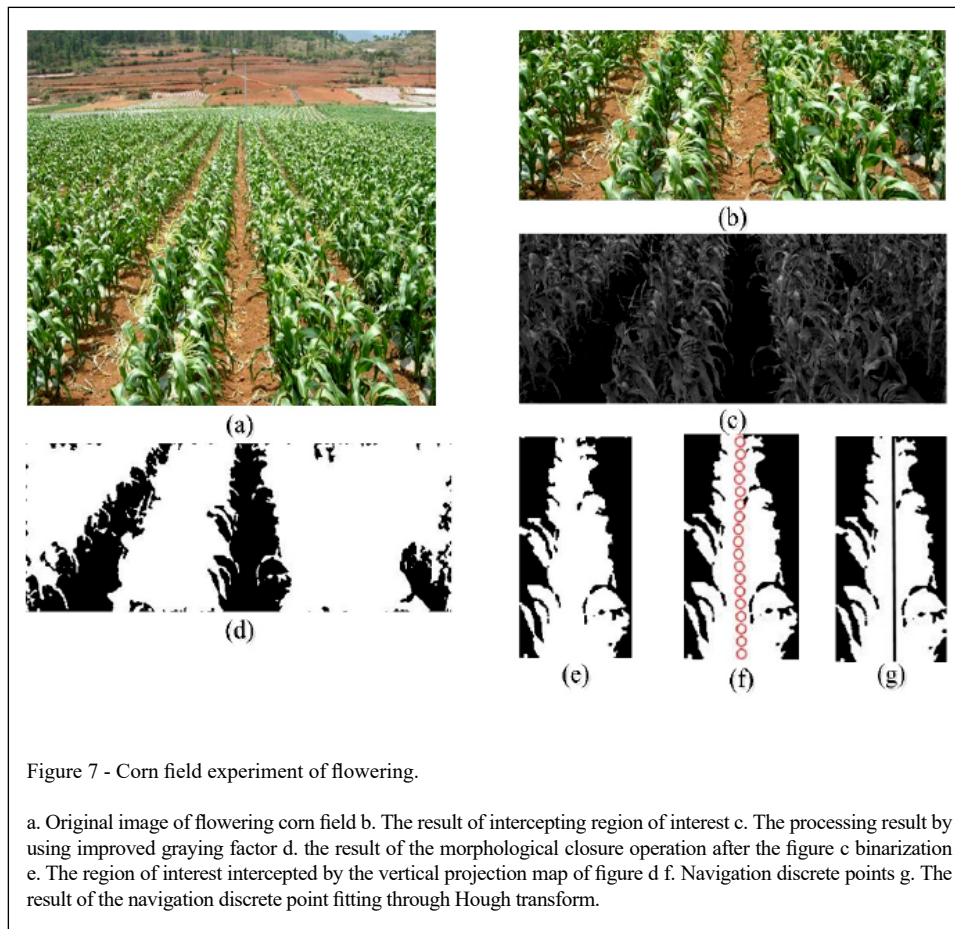 (b)
(a)
(c)
(d)
(e)
(f)
(g)
Figure 7 - Corn field experiment of flowering.
a. Original image of flowering corn field b. The result of intercepting region of interest c. The processing result by
using improved graying factor d. the result of the morphological closure operation after the figure c binarization
e. The region of interest intercepted by the vertical projection map of figure d f. Navigation discrete points g. The
result of the navigation discrete point fitting through Hough transform.